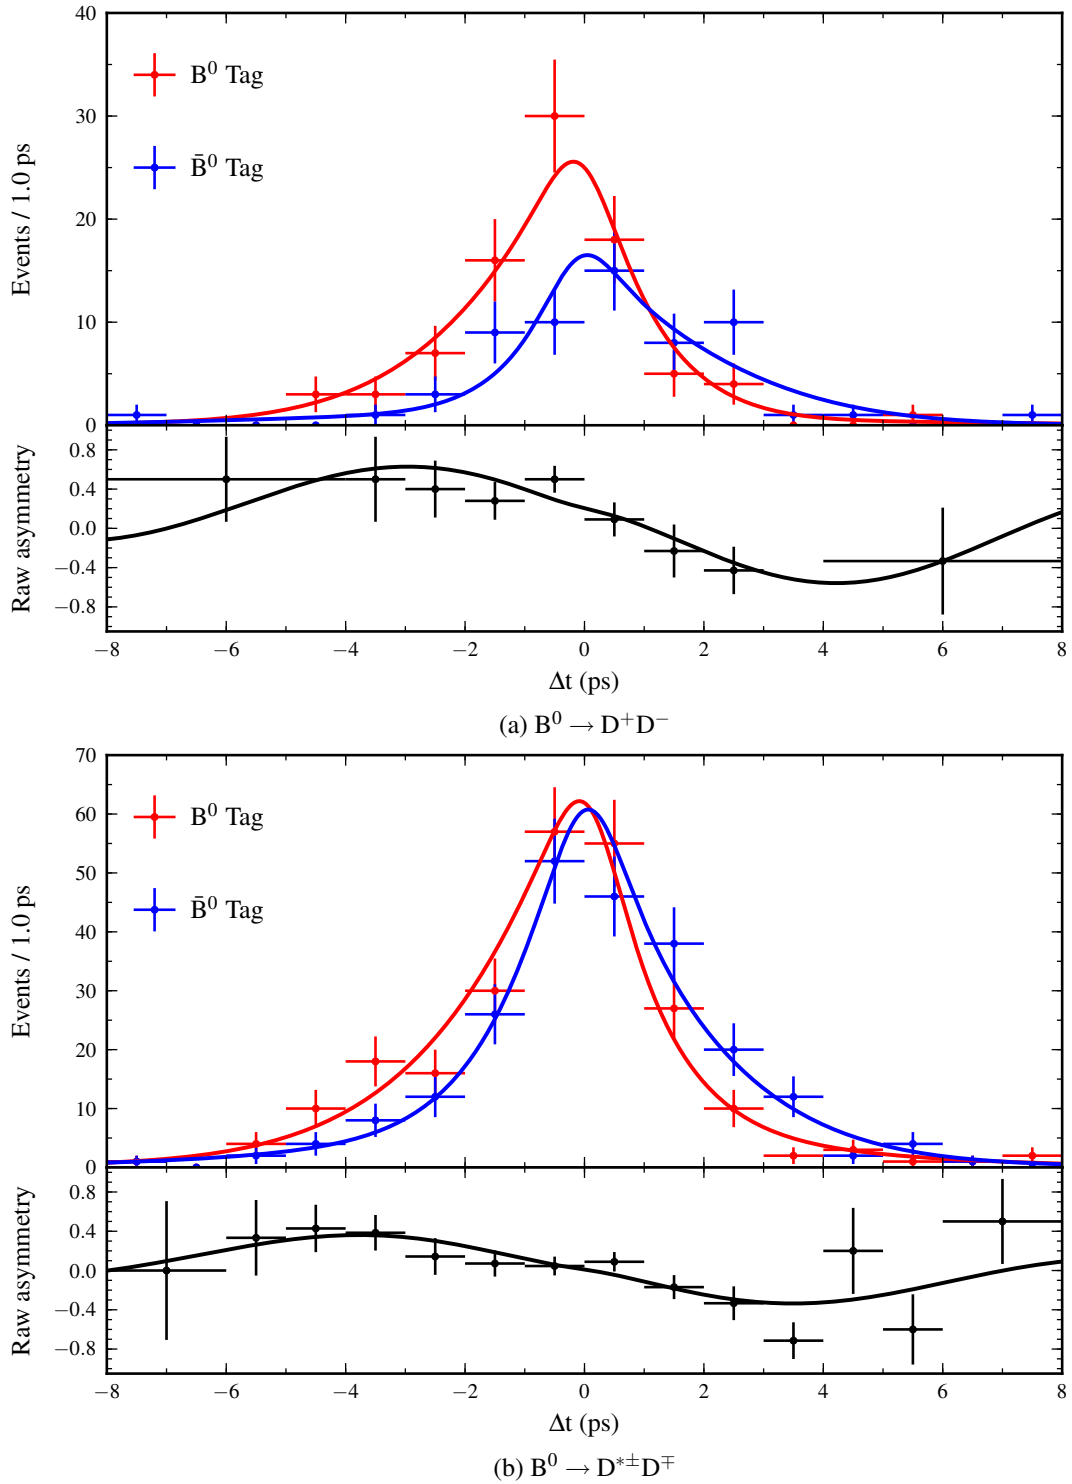 40
30
20
10
0
Events / 1.0 ps
B⁰ Tag
B̄⁰ Tag
0.8
0.4
0.0
−0.4
−0.8
Raw asymmetry
−8 −6 −4 −2 0 2 4 6 8
Δt (ps)
(a) B⁰ → D⁺D⁻
70
60
50
40
30
20
10
0
Events / 1.0 ps
B⁰ Tag
B̄⁰ Tag
0.8
0.4
0.0
−0.4
−0.8
Raw asymmetry
−8 −6 −4 −2 0 2 4 6 8
Δt (ps)
(b) B⁰ → D*±D∓